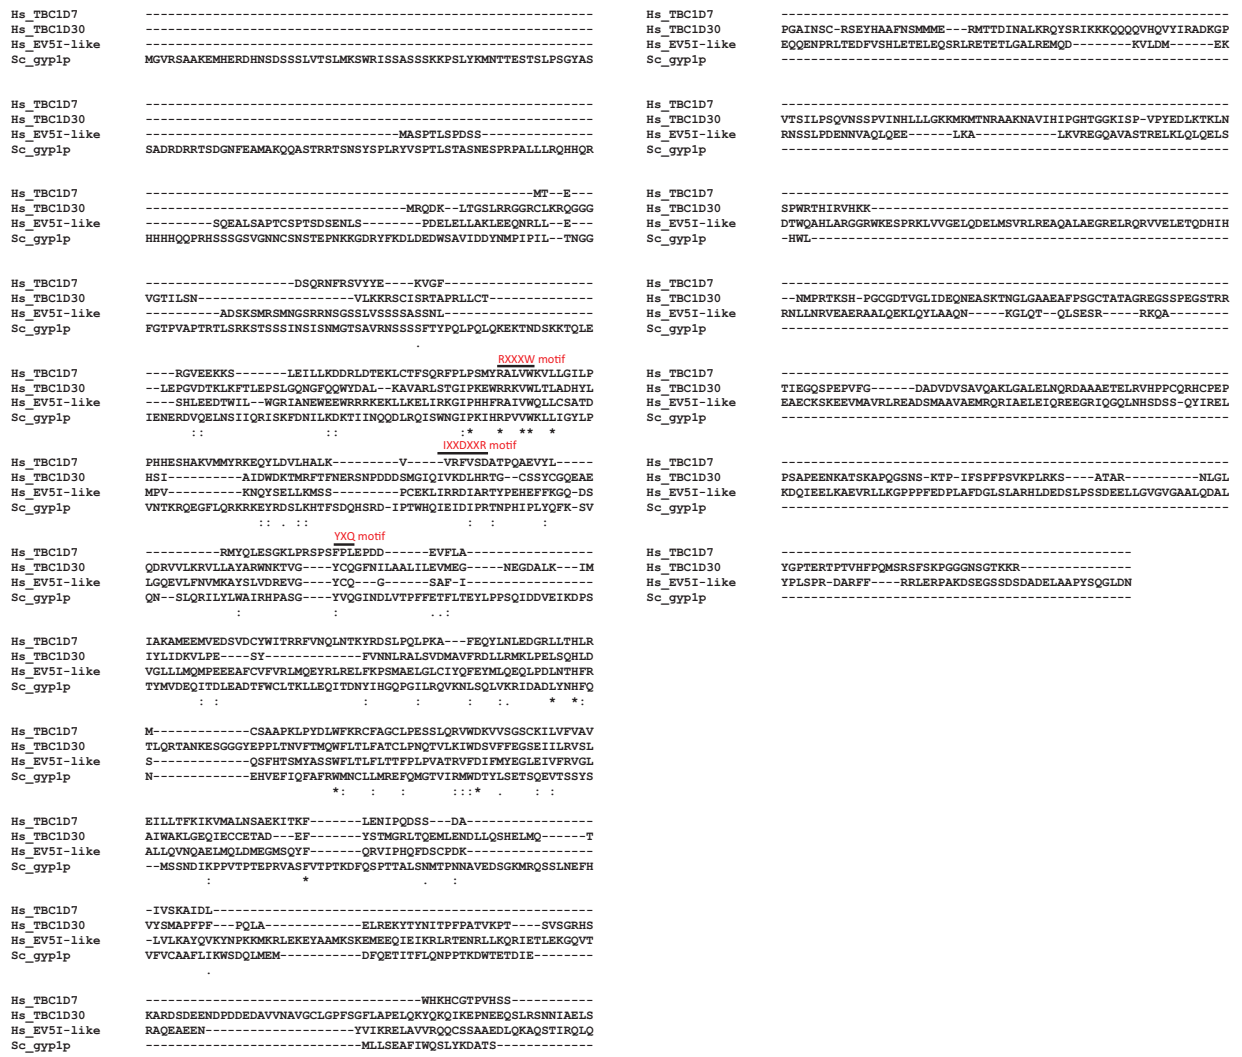 Hs_TBC1D7 ------------------------------------------------------------
Hs_TBC1D30 ------------------------------------------------------------
Hs_EV5I-like ------------------------------------------------------------
Sc_gyp1p MGVRSAAKEMHERDHNSDSSSLVTSLMKSWRISSASSSKKPSLYKMNTTESTSLPSGYAS
Hs_TBC1D7 ------------------------------------------------------------
Hs_TBC1D30 ------------------------------------------------------------
Hs_EV5I-like ----------------------------------MASPTLSPDSS---------------
Sc_gyp1p SADRDRRTSDGNFEAMAKQQASTRRTSNSYSPLRYVSPTLSTASNESPRPALLLRQHHQR
Hs_TBC1D7 ----------------------------------------------------MT--E---
Hs_TBC1D30 -----------------------------------MRQDK--LTGSLRRGGRCLKRQGGG
Hs_EV5I-like ---------SQEALSAPTCSPTSDSENLS-------PDELELLAKLEEQNRLL--E----
Sc_gyp1p HHHHQQPRHSSSGSVGNNCSNSTEPNKKGDRYFKDLDEDWSAVIDDYNMPIPIL--TNGG
Hs_TBC1D7 --------------------DSQRNFRSVYYE----KVGF--------------------
Hs_TBC1D30 VGTILSN---------------------VLKKRSCISRTAPRLLCT--------------
Hs_EV5I-like ----------ADSKSMRSMNGSRRNSGSSLVSSSSASSNL--------------------
Sc_gyp1p FGTPVAPTRTLSRKSTSSSINSISNMGTSAVRNSSSSFTYPQLPQLQKEKTNDSKKTQLE
.
RXXXW motif
Hs_TBC1D7 ----RGVEEKKS-------LEILLKDDRLDTEKLCTFSQRFPLPSMYRALVWKVLLGILP
Hs_TBC1D30 --LEPGVDTKLKFTLEPSLGQNGFQQWYDAL--KAVARLSTGIPKEWRRKVWLTLADHYL
Hs_EV5I-like ----SHLEEDTWIL--WGRIANEWEEWRRRKEKLLKELIRKGIPHHFRAIVWQLLCSATD
Sc_gyp1p IENERDVQELNSIIQRISKFDNILKDKTIINQQDLRQISWNGIPKIHRPVVWKLLIGYLP
:: :: :* * ** *
IXXDXXR motif
Hs_TBC1D7 PHHESHAKVMMYRKEQYLDVLHALK---------V----VRFVSDATPQAEVYL-----
Hs_TBC1D30 HSI----------AIDWDKTMRFTFNERSNPDDDSMGIQIVKDLHRTG-CSSYCGQEAE
Hs_EV5I-like MPV----------KNQYSELLKMSS-----PCEKLIRRDIARTYPEHEFFKGQ-DS
Sc_gyp1p VNTKRQEGFLQRKRKEYRDSLKHTFSDQHSRD-IPTWHQIEIDIPRTNPHIPLYQFK-SV
:: . :: : : :
YXQ motif
Hs_TBC1D7 ----------RMYQLESGKLPRSPSFPLEPDD------EVFLA-----------------
Hs_TBC1D30 QDRVVLKRVLLAYARWNKTVG---YCQGFNILAALILEVMEG----NEGDALK---IM
Hs_EV5I-like LGQEVLFNVMKAYSLVDREVG----YCQ---G-----SAF-I-----------------
Sc_gyp1p QN--SLQRILYLWAIRHPASG----YVQGINDLVTPFFETFLTEYLPPSQIDDVEIKDPS
: : ..:
Hs_TBC1D7 IAKAMEEMVEDSVDCYWITRRFVNQLNTKYRDSLPQLPKA---FEQYLNLEDGRLLTHLR
Hs_TBC1D30 IYLIDKVLPE----SY-------------FVNNLRALSVDMAVFRDLLRMKLPELSQHLD
Hs_EV5I-like VGLLLMQMPEEEAFCVFVRLMQEYRLRELFKPSMAELGLCIYQFEYMLQEQLPDLNTHFR
Sc_gyp1p TYMVDEQITDLEADTFWCLTKLLEQITDNYIHGQPGILRQVKNLSQLVKRIDADLYNHFQ
: : : : :. * *:
Hs_TBC1D7 M-------------CSAAPKLPYDLWFKRCFAGCLPESSLQRVWDKVVSGSCKILVFVAV
Hs_TBC1D30 TLQRTANKESGGGYEPPLTNVFTMQWFLTLFATCLPNQTVLKIWDSVFFEGSEIILRVSL
Hs_EV5I-like S-------------QSFHTSMYASSWFLTLFLTTFPLPVATRVFDIFMYEGLEIVFRVGL
Sc_gyp1p N-------------EHVEFIQFAFRWMNCLLMREFQMGTVIRMWDTYLSETSQEVTSSYS
*: : : :::* . : :
Hs_TBC1D7 EILLTFKIKVMALNSAEKITKF-------LENIPQDSS--DA-----------------
Hs_TBC1D30 AIWAKLGEQIECCETAD--EF-------YSTMGRLTQEMLENDLLQSHELMQ------T
Hs_EV5I-like ALLQVNQAELMQLDMEGMSQYF-------QRVIPHQFDSCPDK---------------
Sc_gyp1p --MSSNDIKPPVTPTEPRVASFVTPTKDFQSPTTALSNMTPNNAVEDSGKMRQSSLNEFH
: * . :
Hs_TBC1D7 -IVSKAIDL---------------------------------------------------
Hs_TBC1D30 VYSMAPFPF---PQLA-----------ELREKYTYNITPFPATVKPT----SVSGRHS
Hs_EV5I-like -LVLKAYQVKYNPKKMKRLEKEYAAMKSKEMEEQIEIKRLRTENRLLKQRIETLEKGQVT
Sc_gyp1p VFVCAAFLIKWSDQLMEM-----------DFQETITFLQNPPTKDWTETDIE--------
.
Hs_TBC1D7 -------------------------------------WHKHCGTPVHSS-----------
Hs_TBC1D30 KARDSDEENDPDDEDAVVNAVGCLGPFSGFLAPELQKYQKQIKEPNEEQSLRSNNIAELS
Hs_EV5I-like RAQEAEEN--------------------YVIKRELAVVRQQCSSAAEDLQKAQSTIRQLQ
Sc_gyp1p -----------------------------MLLSEAFIWQSLYKDATS-------------
Hs_TBC1D7 ------------------------------------------------------------
Hs_TBC1D30 PGAINSC-RSEYHAAFNSMMME---RMTTDINALKRQYSRIKKKQQQQVHQVYIRADKGP
Hs_EV5I-like EQQENPRLTEDFVSHLETELEQSRLRETETLGALREMQD--------KVLDM------EK
Sc_gyp1p ------------------------------------------------------------
Hs_TBC1D7 ------------------------------------------------------------
Hs_TBC1D30 VTSILPSQVNSSPVINHLLLGKKMKMTNRAAKNAVIHIPGHTGGKISP-VPYEDLKTKLN
Hs_EV5I-like RNSSLPDENNVAQLQEE------LKA-----------LKVREGQAVASTRELKLQLQELS
Sc_gyp1p ------------------------------------------------------------
Hs_TBC1D7 ------------------------------------------------------------
Hs_TBC1D30 SPWRTHIRVHKK------------------------------------------------
Hs_EV5I-like DTWQAHLARGGRWKESPRKLVVGELQDELMSVRLREAQALAEGRELRQRVVELETQDHIH
Sc_gyp1p -HWL--------------------------------------------------------
Hs_TBC1D7 ------------------------------------------------------------
Hs_TBC1D30 --NMPRTKSH-PGCGDTVGLIDEQNEASKTNGLGAAEAFPSGCTATAGREGSSPEGSTRR
Hs_EV5I-like RNLLNRVEAERAALQEKLQYLAAQN-----KGLQT--QLSESR----RKQA---------
Sc_gyp1p ------------------------------------------------------------
Hs_TBC1D7 ------------------------------------------------------------
Hs_TBC1D30 TIEGQSPEPVFG-------DADVDVSAVQAKLGALELNQRDAAAETELRVHPPCQRHCPEP
Hs_EV5I-like EAECKSKEEVMAVRLREADSMAAVAEMRQRIAELEIQREEGRIQGQLNHSDSS-QYIREL
Sc_gyp1p ------------------------------------------------------------
Hs_TBC1D7 ------------------------------------------------------------
Hs_TBC1D30 PSAPEENKATSKAPQGSNS-KTP-IFSPFPSVKPLRKS---ATAR---------NLGL
Hs_EV5I-like KDQIEELKAEVRLLKGPPPFEDPLAFDGLSLARHLDEDSLPSSDEELLGVGVGAALQDAL
Sc_gyp1p ------------------------------------------------------------
Hs_TBC1D7 -----------------------------------------------
Hs_TBC1D30 YGPTERTPTVHFPQMSRSFSKPGGGNSGTKKR---------------
Hs_EV5I-like YPLSPR-DARFF----RRLERPAKDSEGSSDSDADELAAPYSQGLDN
Sc_gyp1p -----------------------------------------------